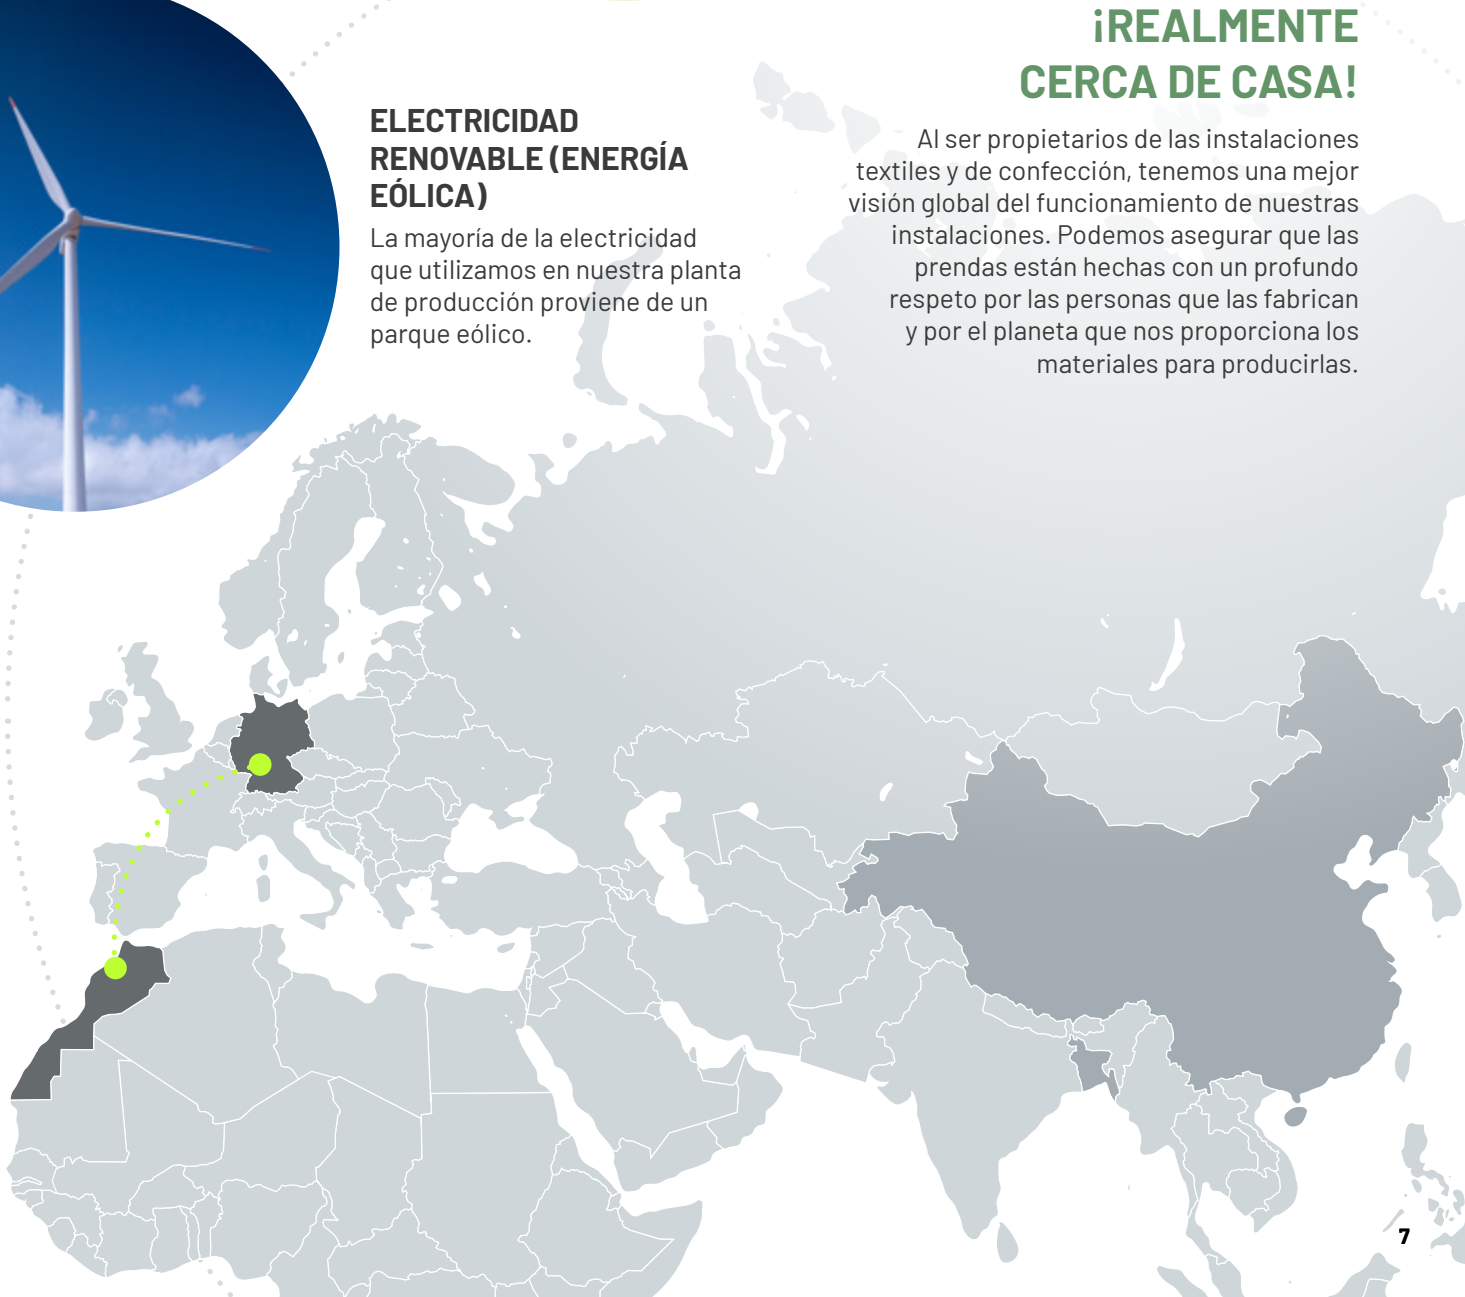 ELECTRICIDAD
RENOVABLE (ENERGÍA
EÓLICA)
La mayoría de la electricidad
que utilizamos en nuestra planta
de producción proviene de un
parque eólico.
¡REALMENTE
CERCA DE CASA!
Al ser propietarios de las instalaciones
textiles y de confección, tenemos una mejor
visión global del funcionamiento de nuestras
instalaciones. Podemos asegurar que las
prendas están hechas con un profundo
respeto por las personas que las fabrican
y por el planeta que nos proporciona los
materiales para producirlas.
7